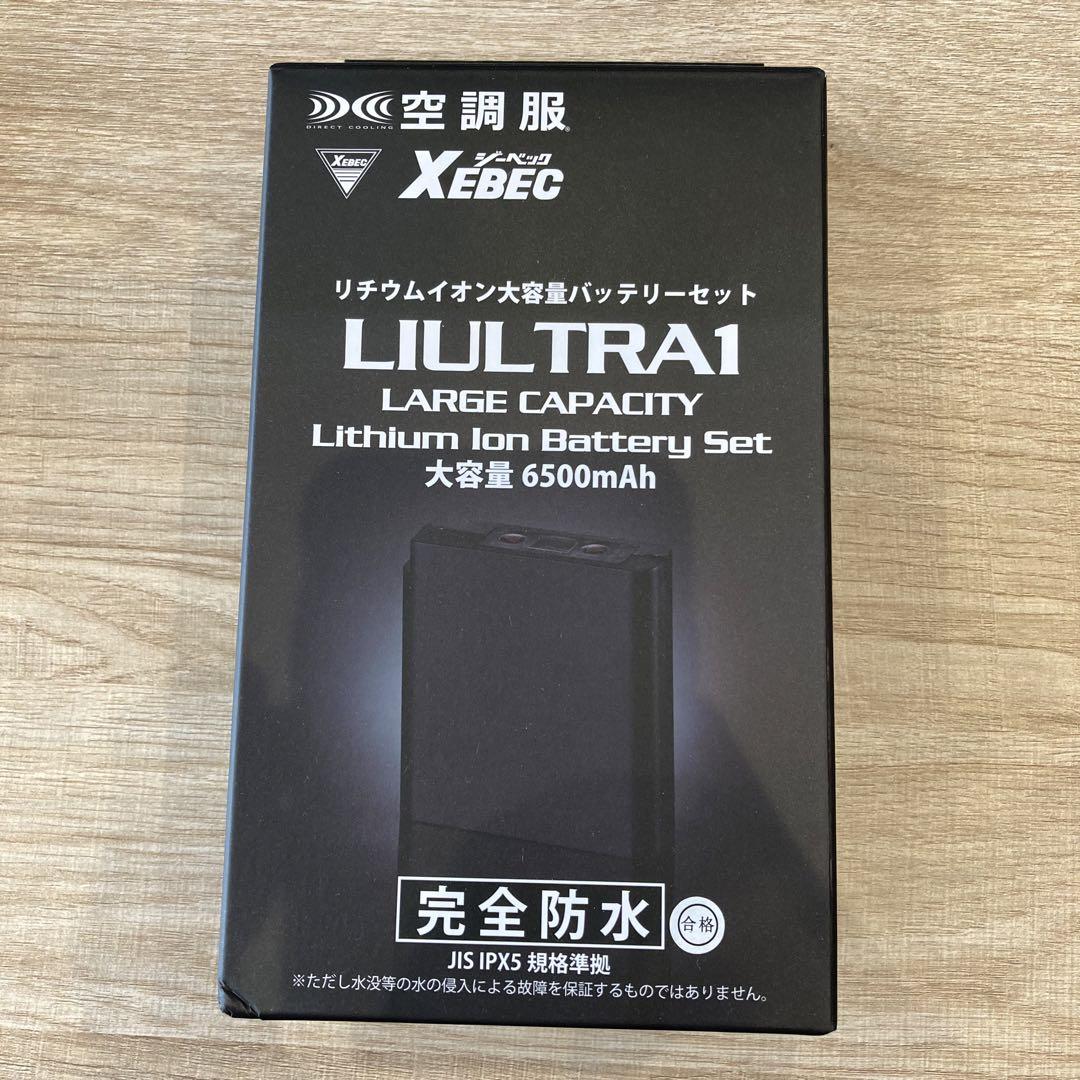 空調服®
DIRECT COOLING
XEBEC
ジーベック
XEBEC
リチウムイオン大容量バッテリーセット
LIULTRA1
LARGE CAPACITY
Lithium Ion Battery Set
大容量 6500mAh
完全防水
合格
JIS IPX5 規格準拠
※ただし水没等の水の侵入による故障を保証するものではありません。